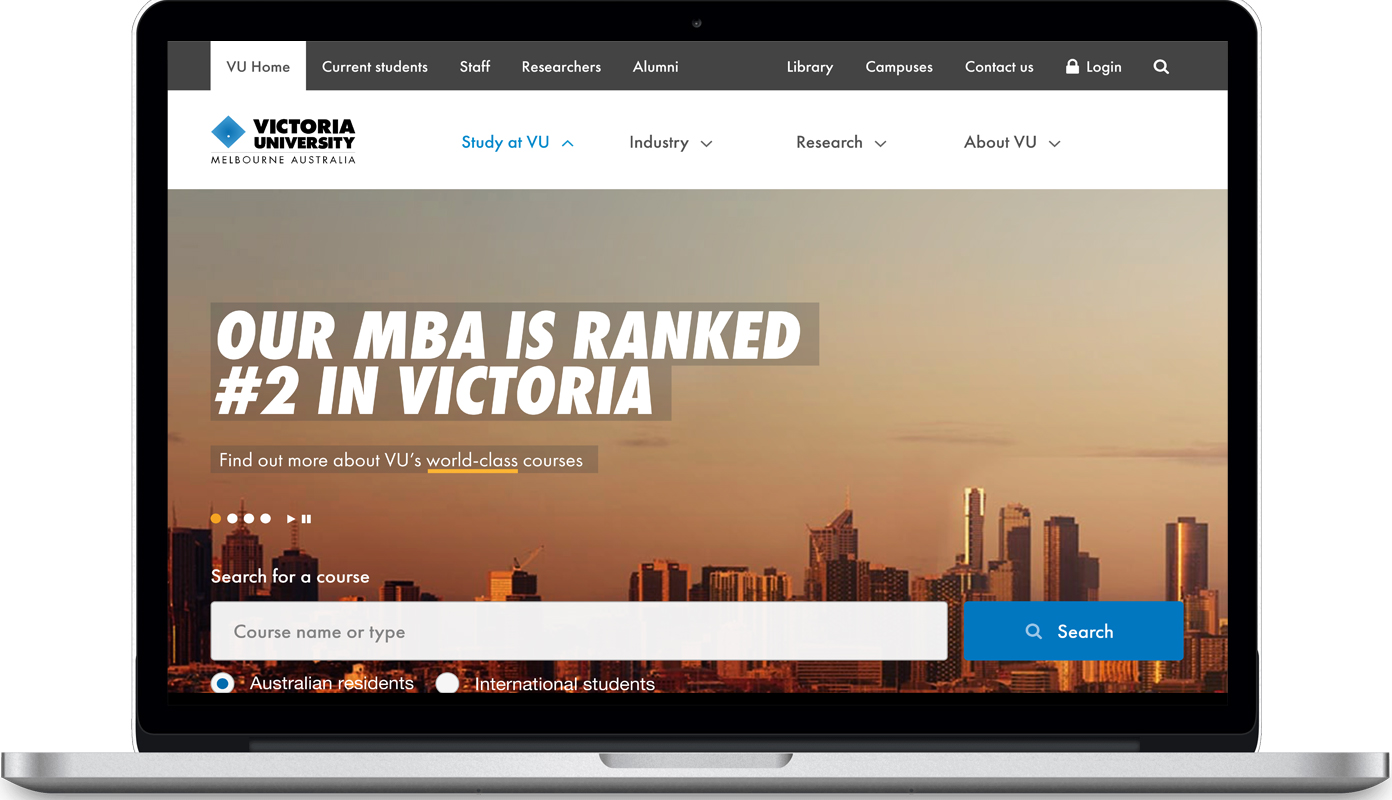 VU Home Current students Staff Researchers Alumni Library Campuses Contact us Login
VICTORIA
UNIVERSITY
MELBOURNE AUSTRALIA
Study at VU Industry Research About VU
OUR MBA IS RANKED
#2 IN VICTORIA
Find out more about VU's world-class courses
Search for a course
Course name or type
Search
Australian residents International students